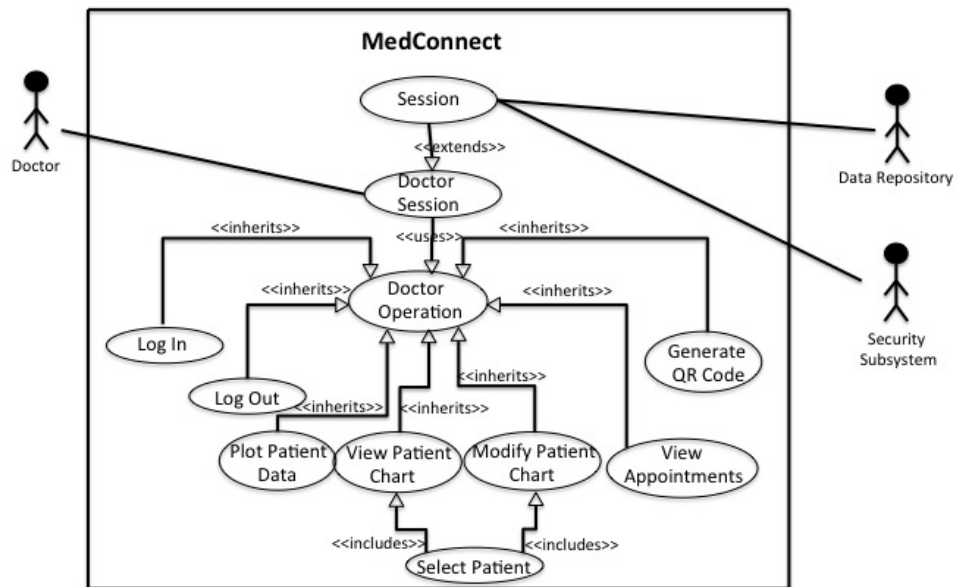 MedConnect
Session
<<extends>>
Doctor
Doctor
Session
Data Repository
<<inherits>>
<<uses>>
<<inherits>>
Doctor
Operation
<<inherits>>
<<inherits>>
Log In
Security
Subsystem
Generate
QR Code
<<inherits>>
Log Out
<<inherits>>
<<inherits>>
Plot Patient
Data
View Patient
Chart
Modify Patient
Chart
View
Appointments
<<includes>>
Select Patient
<<includes>>